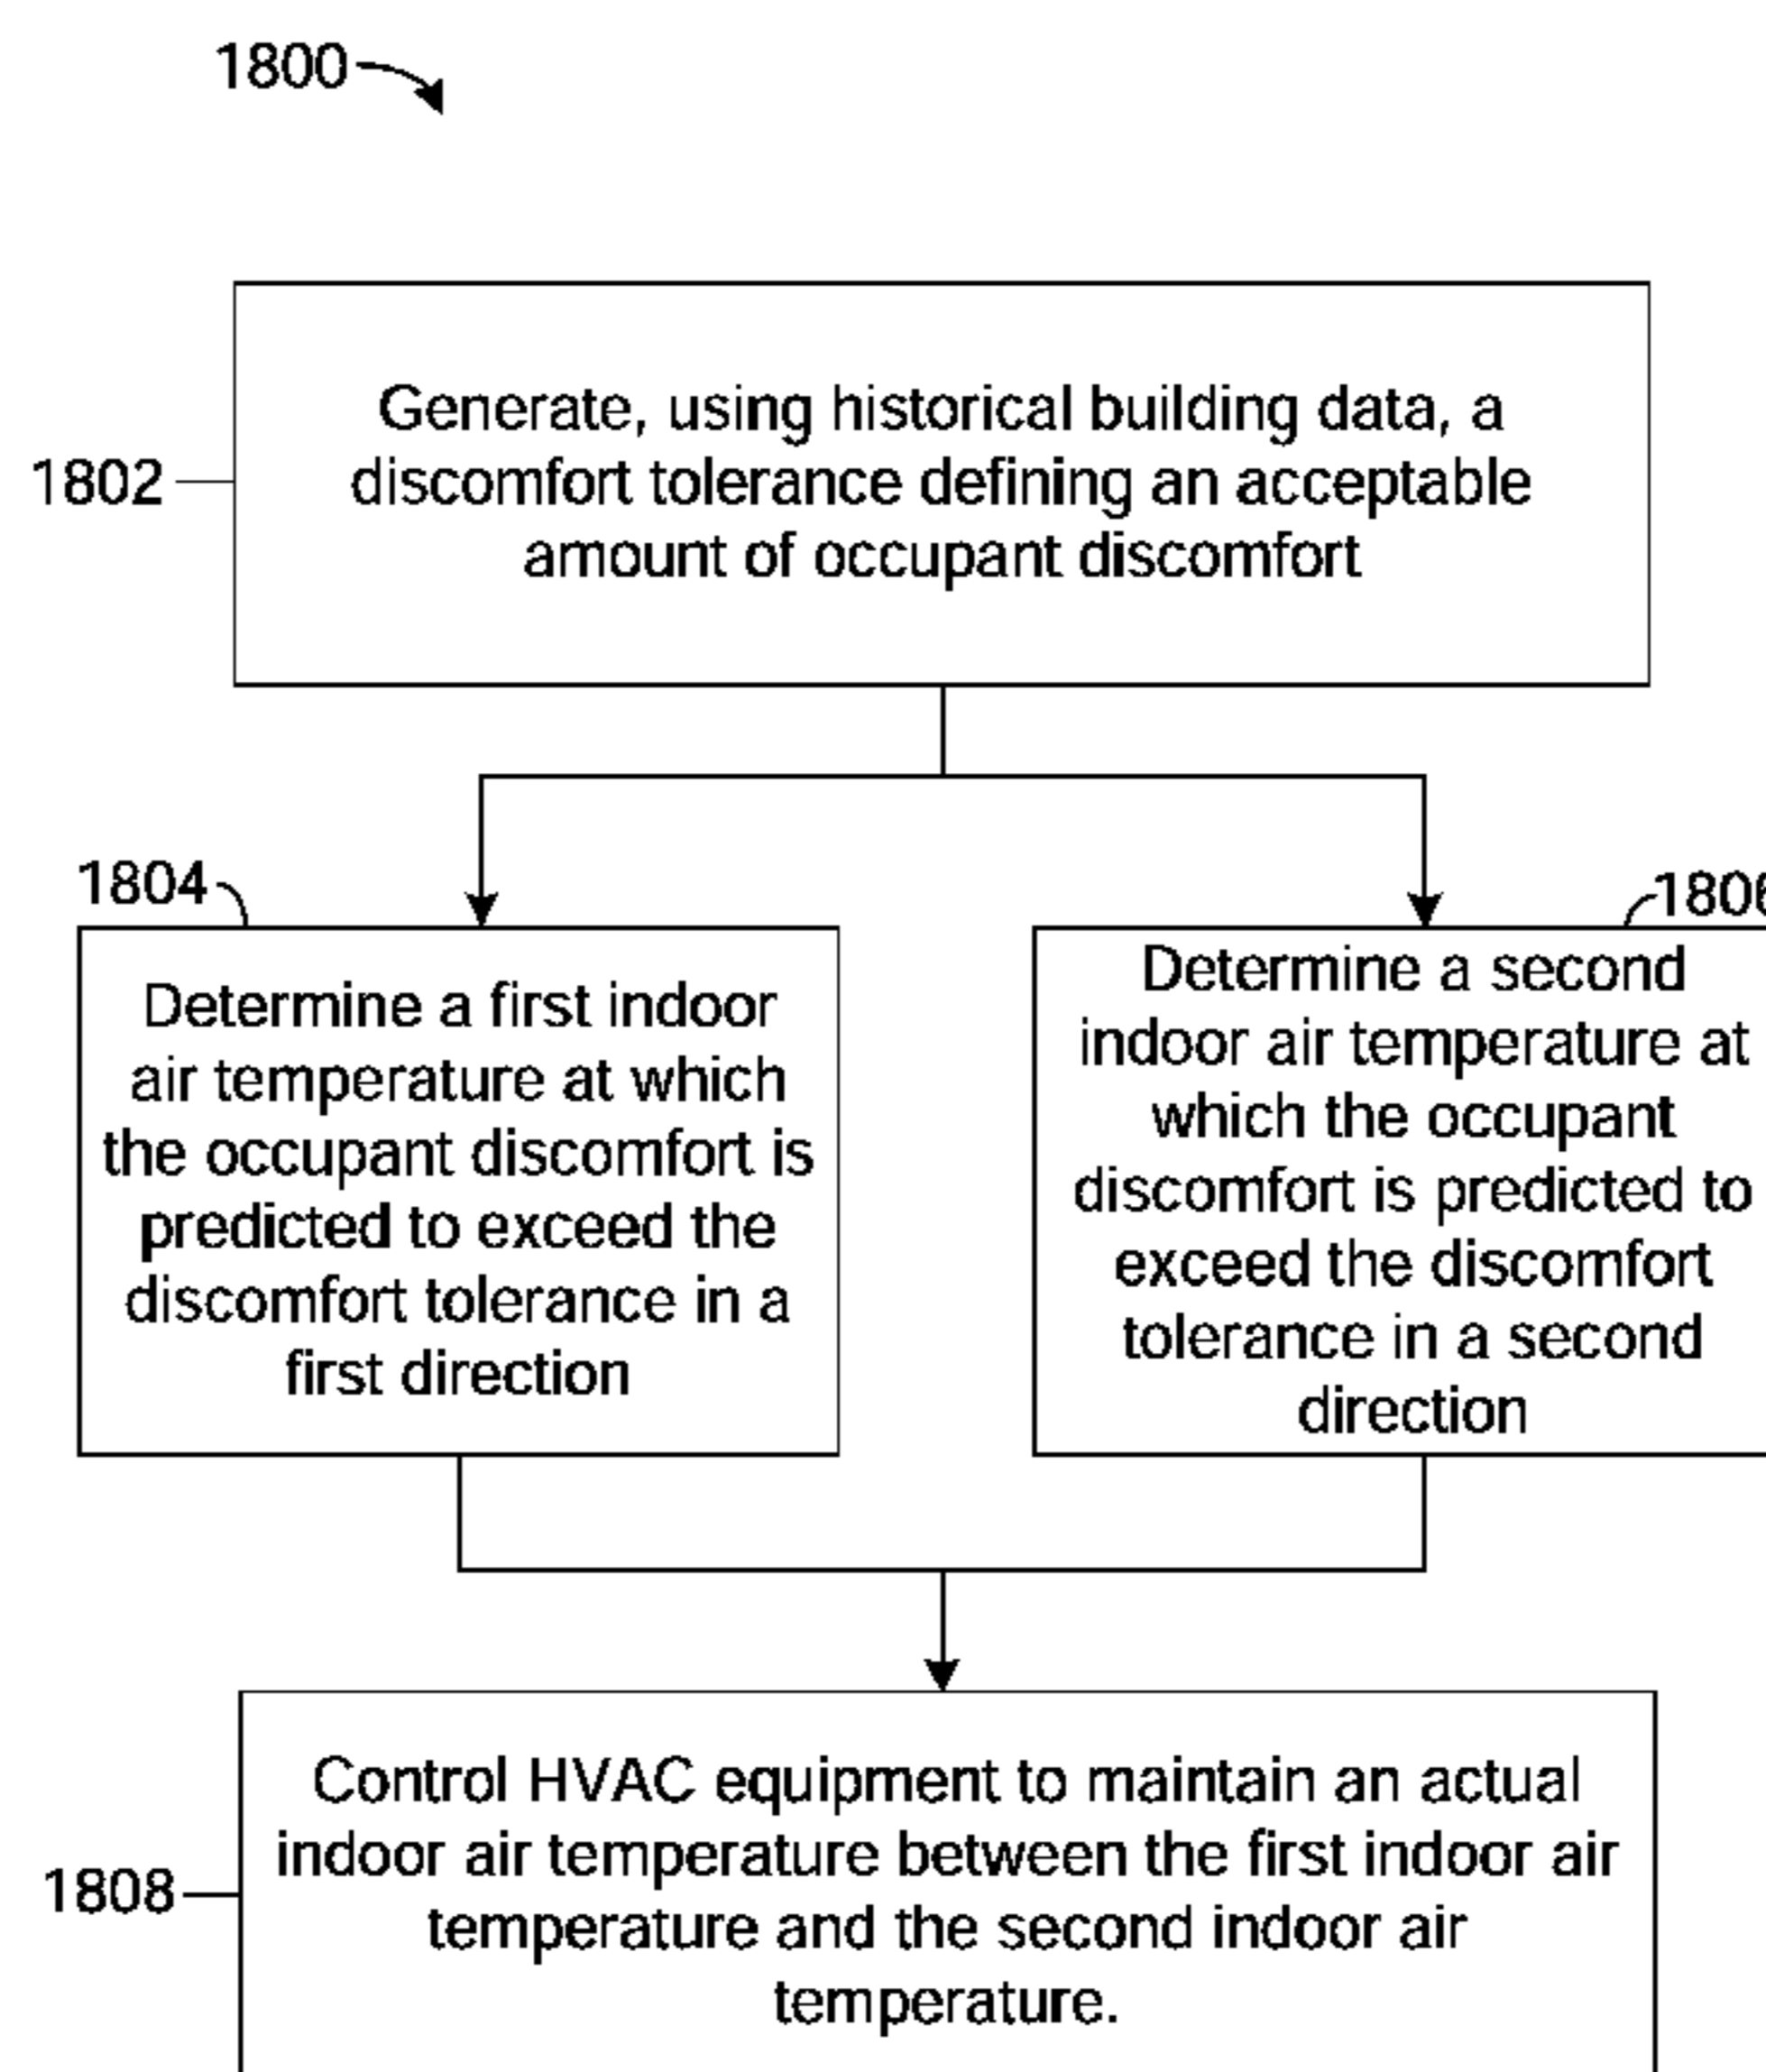 1800
Generate, using historical building data, a
discomfort tolerance defining an acceptable
amount of occupant discomfort
1802
1804
Determine a first indoor
air temperature at which
the occupant discomfort is
predicted to exceed the
discomfort tolerance in a
first direction
1806
Determine a second
indoor air temperature at
which the occupant
discomfort is predicted to
exceed the discomfort
tolerance in a second
direction
Control HVAC equipment to maintain an actual
indoor air temperature between the first indoor air
temperature and the second indoor air
temperature.
1808